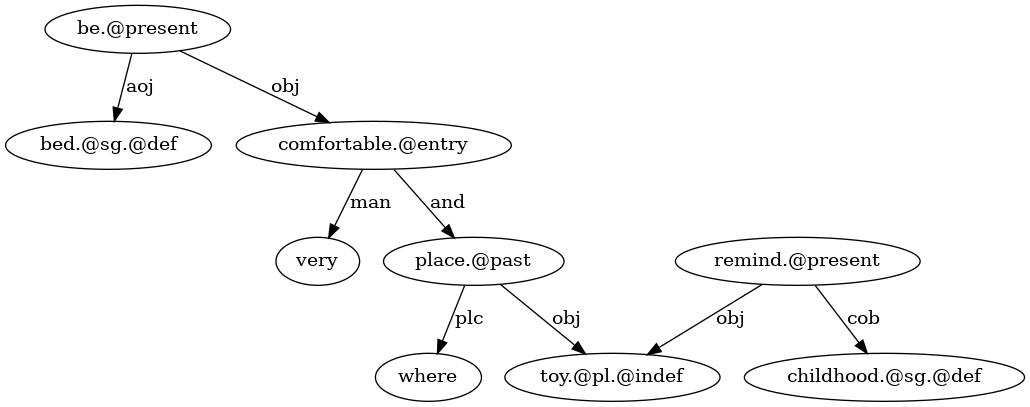 be.@present
aoj
obj
bed.@sg.@def
comfortable.@entry
man
and
very
place.@past
remind.@present
plc
obj
obj
cob
where
toy.@pl.@indef
childhood.@sg.@def